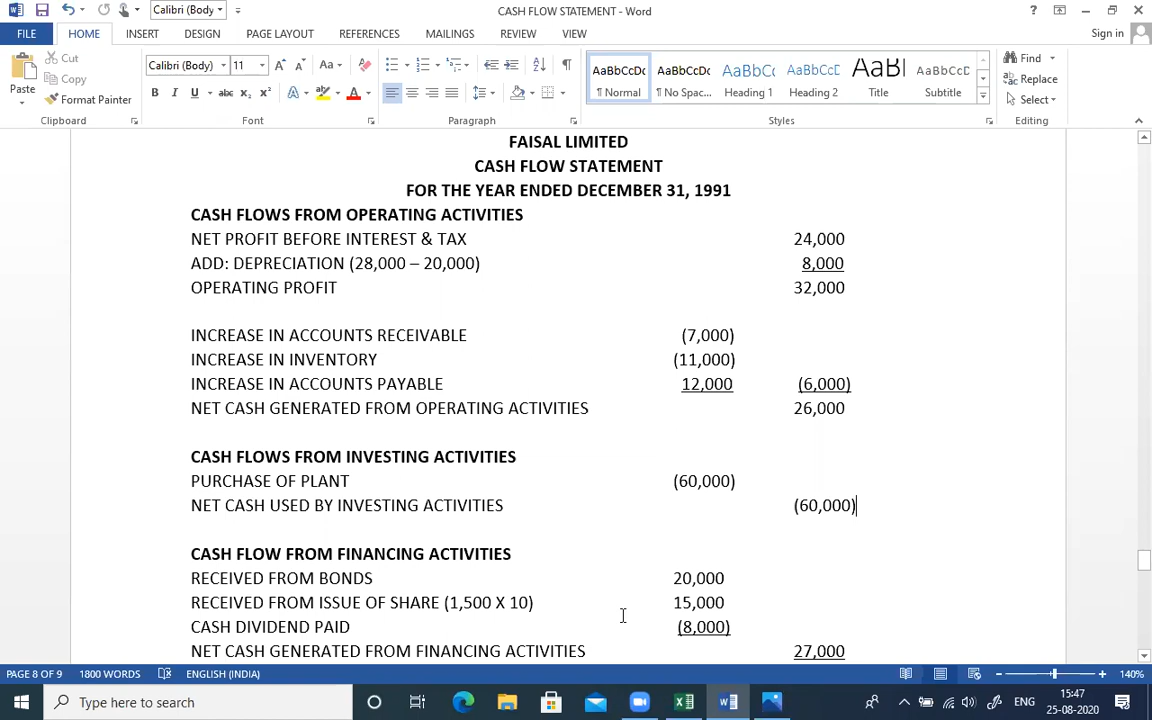 CASH FLOW STATEMENT - Word
Calibri (Body
Sign in
FILE HOME INSERT DESIGN PAGE LAYOUT REFERENCES MAILINGS REVIEW VIEW
Paste
Cut
Copy
Format Painter
Calibri (Body) 11
Find
Replace
Select
AaBbCcDc AaBbCcDc AaBbCc AaBbCcD AaBl AaBbCcD
¶ Normal ¶ No Spac... Heading 1 Heading 2 Title Subtitle
Clipboard Font Paragraph Styles Editing
FAISAL LIMITED
CASH FLOW STATEMENT
FOR THE YEAR ENDED DECEMBER 31, 1991
CASH FLOWS FROM OPERATING ACTIVITIES
NET PROFIT BEFORE INTEREST & TAX 24,000
ADD: DEPRECIATION (28,000 – 20,000) 8,000
OPERATING PROFIT 32,000
INCREASE IN ACCOUNTS RECEIVABLE (7,000)
INCREASE IN INVENTORY (11,000)
INCREASE IN ACCOUNTS PAYABLE 12,000 (6,000)
NET CASH GENERATED FROM OPERATING ACTIVITIES 26,000
CASH FLOWS FROM INVESTING ACTIVITIES
PURCHASE OF PLANT (60,000)
NET CASH USED BY INVESTING ACTIVITIES (60,000)
CASH FLOW FROM FINANCING ACTIVITIES
RECEIVED FROM BONDS 20,000
RECEIVED FROM ISSUE OF SHARE (1,500 X 10) 15,000
CASH DIVIDEND PAID (8,000)
NET CASH GENERATED FROM FINANCING ACTIVITIES 27,000
PAGE 8 OF 9 1800 WORDS ENGLISH (INDIA) 140%
Type here to search
ENG
15:47
25-08-2020